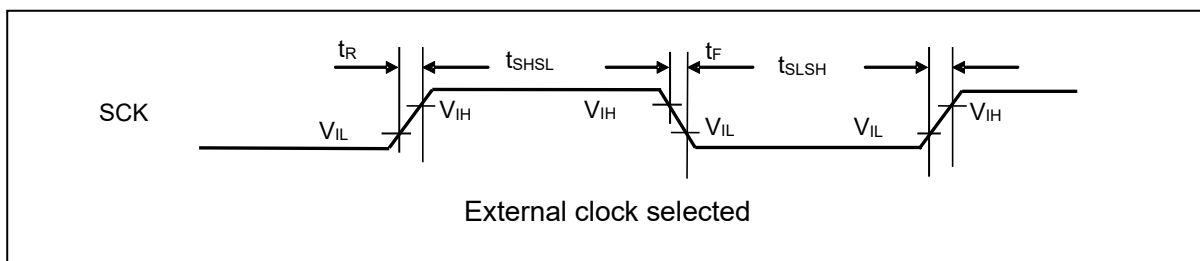 tR tSHSL tF tSLSH
SCK
VIH VIH VIH
VIL VIL VIL
External clock selected